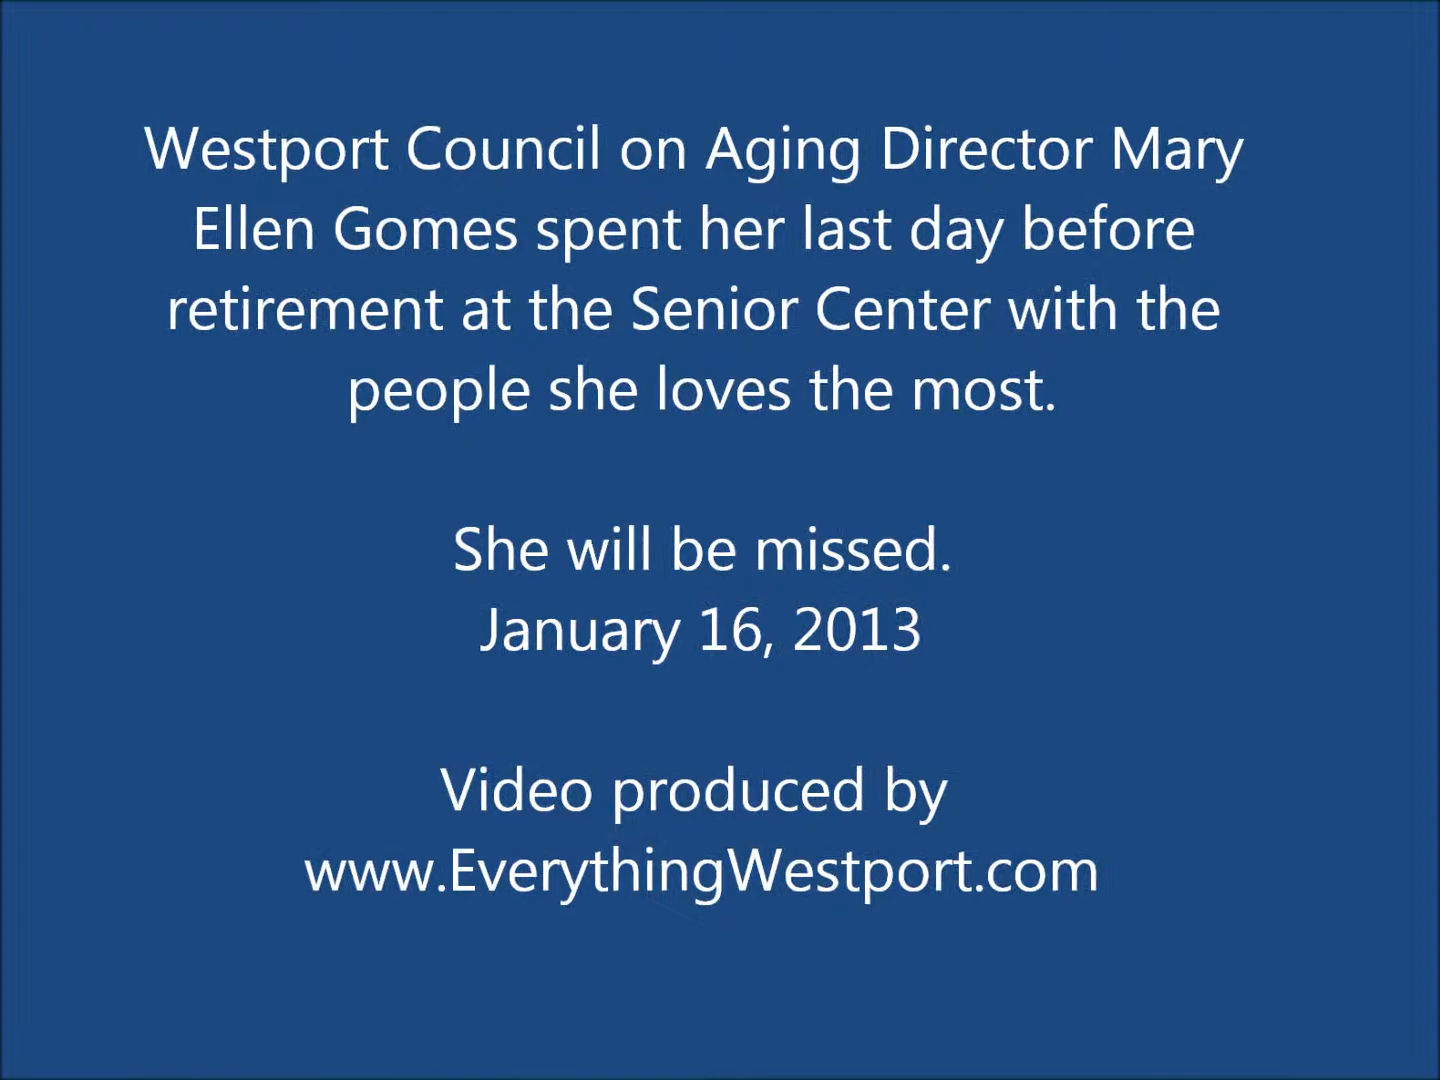 Westport Council on Aging Director Mary
Ellen Gomes spent her last day before
retirement at the Senior Center with the
people she loves the most.
She will be missed.
January 16, 2013
Video produced by
www.EverythingWestport.com